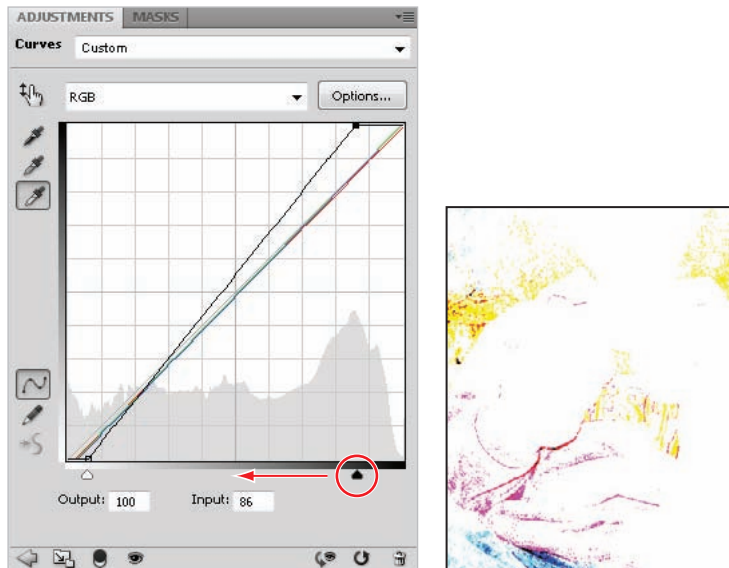 ADJUSTMENTS MASKS
Curves Custom
RGB Options...
Output: 100 Input: 86